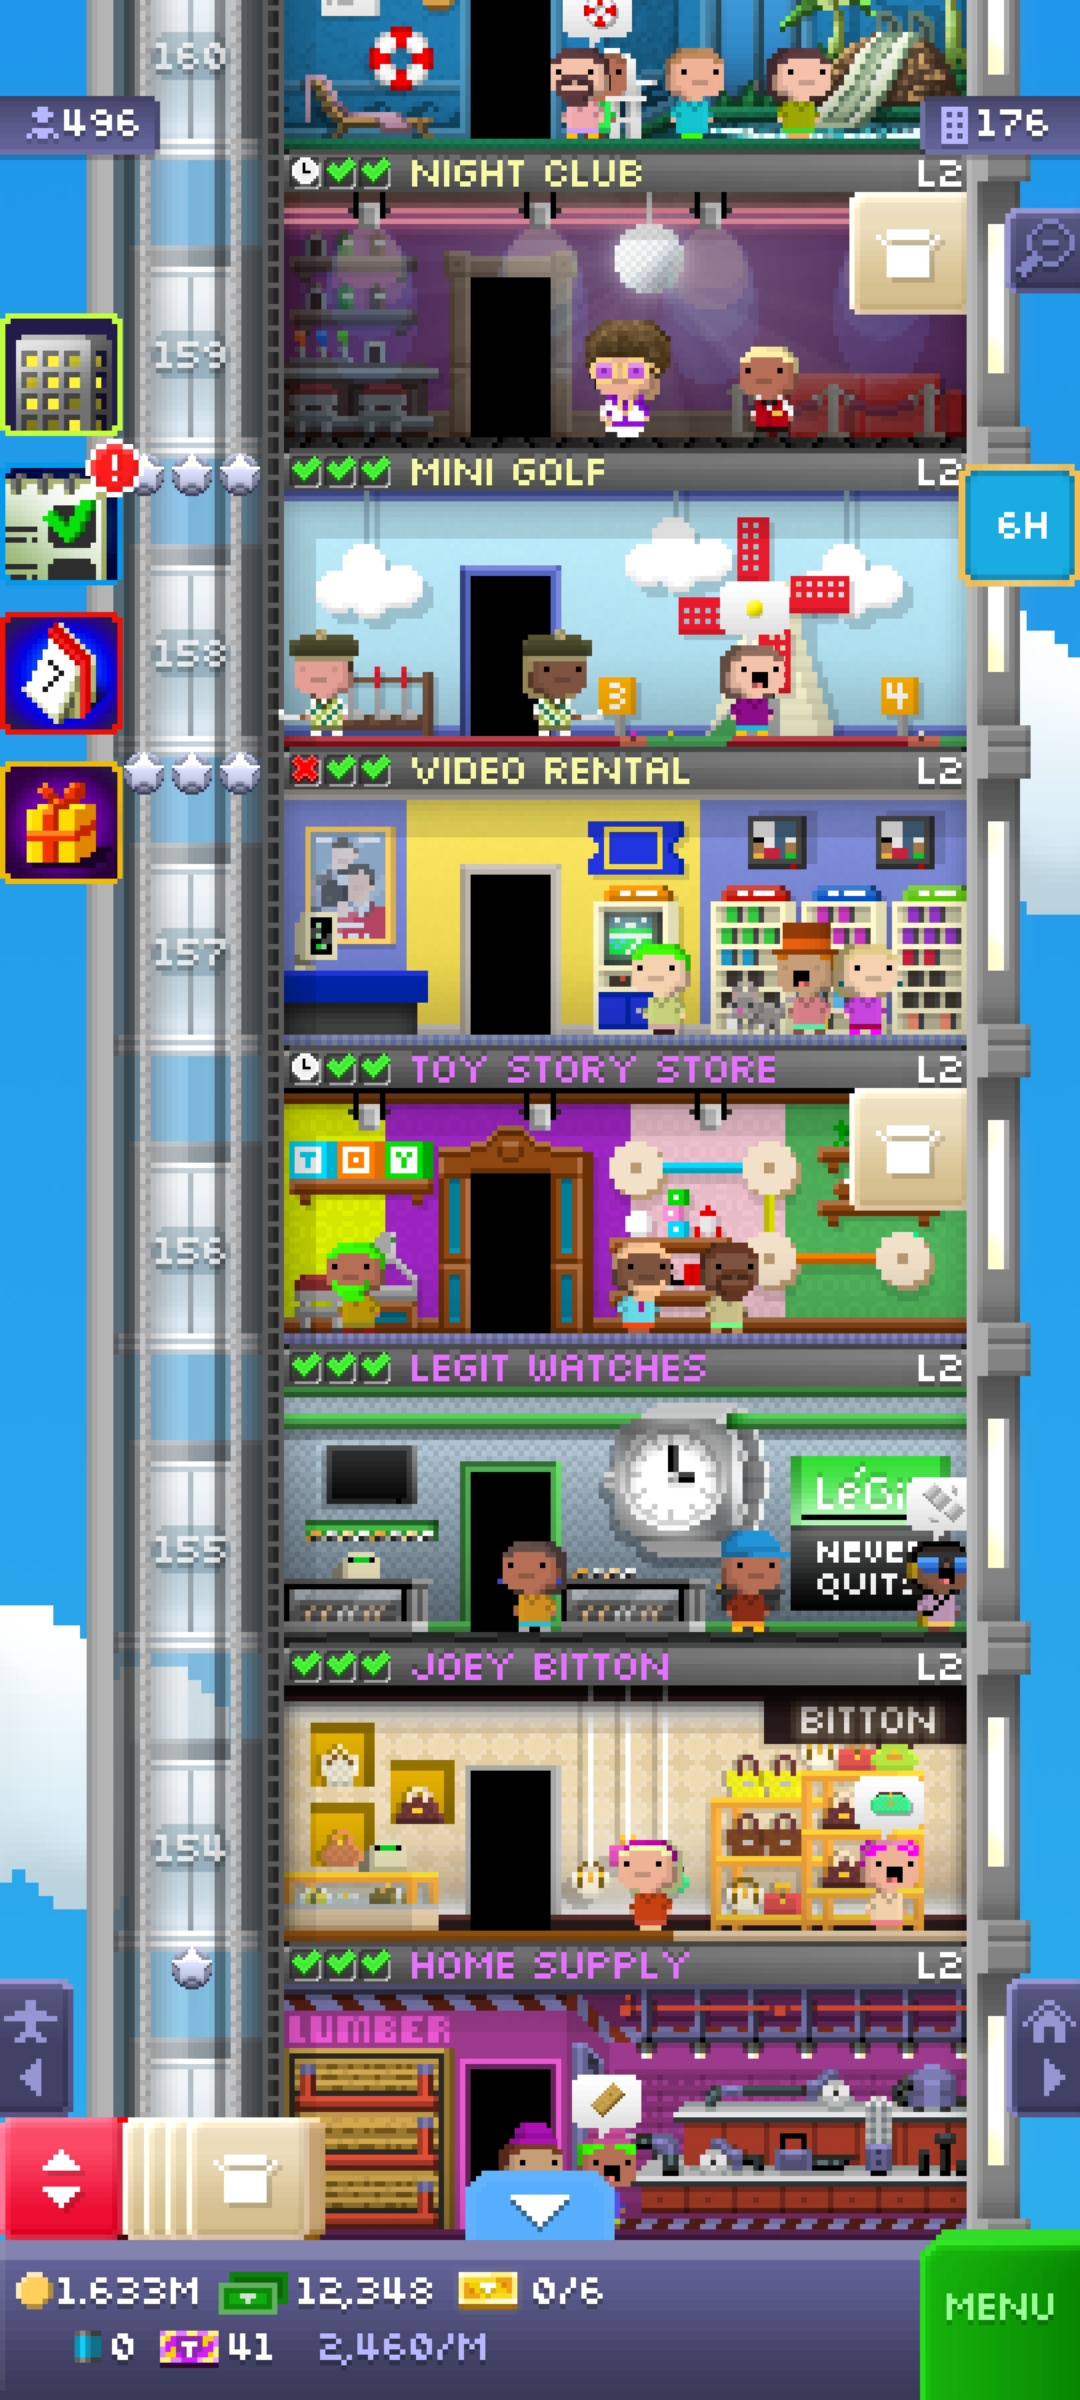 160
496
176
NIGHT CLUB L2
159
MINI GOLF L2
6H
158
3
4
VIDEO RENTAL L2
157
TOY STORY STORE L2
TOY
156
LEGIT WATCHES L2
LéGi
155
NEVE
QUIT
JOEY BITTON L2
BITTON
154
HOME SUPPLY L2
LUMBER
1.633M 12,348 0/6
MENU
0 41 2,460/M